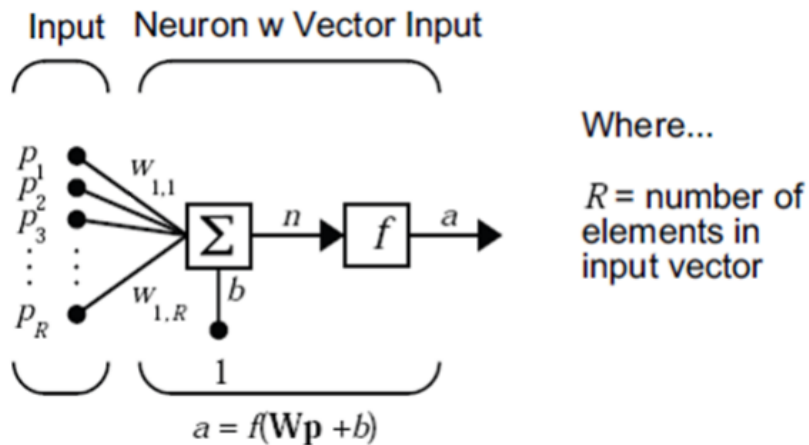 Input Neuron w Vector Input
Where...
R = number of
elements in
input vector
p1
p2
p3
pR
w1,1
w1,R
Σ
n
f
a
b
1
a = f(Wp +b)